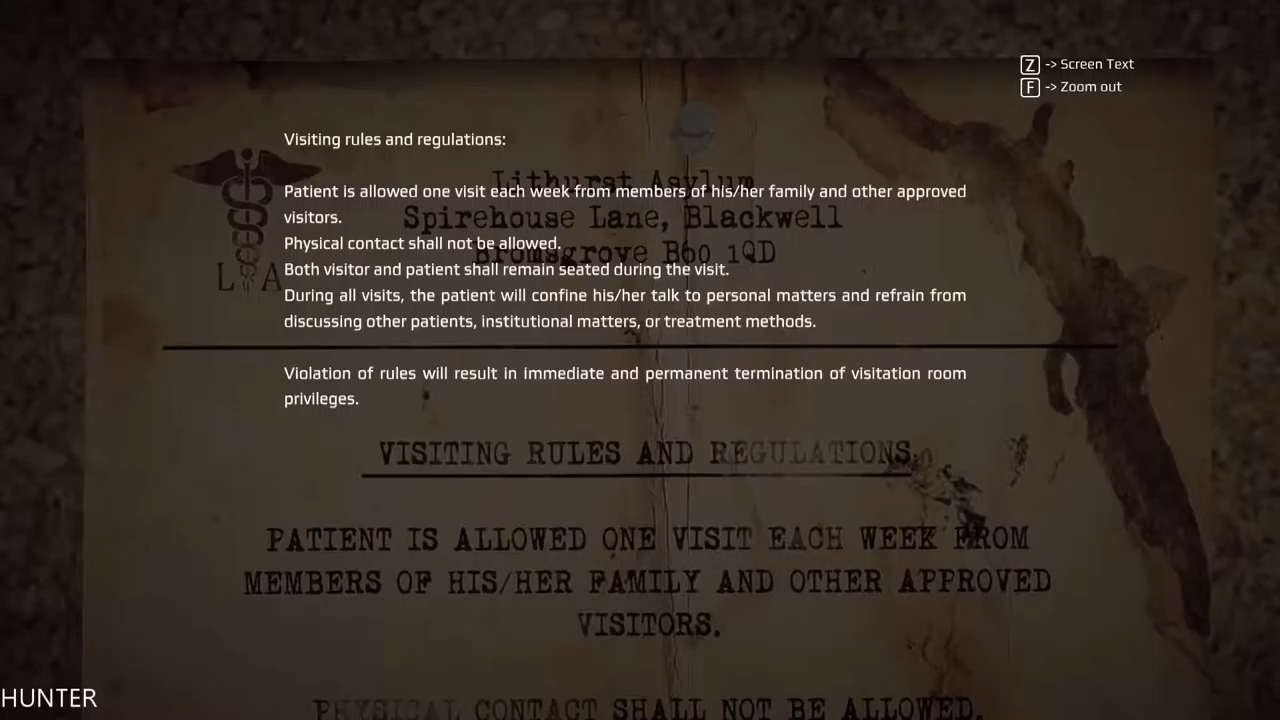 Z -> Screen Text
F -> Zoom out
Visiting rules and regulations:
Lithurst Asylum
Patient is allowed one visit each week from members of his/her family and other approved
visitors.
Spirehouse Lane, Blackwell
Physical contact shall not be allowed.
Bromsgrove B60 1QD
Both visitor and patient shall remain seated during the visit.
L A
During all visits, the patient will confine his/her talk to personal matters and refrain from
discussing other patients, institutional matters, or treatment methods.
Violation of rules will result in immediate and permanent termination of visitation room
privileges.
VISITING RULES AND REGULATIONS
PATIENT IS ALLOWED ONE VISIT EACH WEEK FROM
MEMBERS OF HIS/HER FAMILY AND OTHER APPROVED
VISITORS.
PHYSICAL CONTACT SHALL NOT BE ALLOWED.
HUNTER